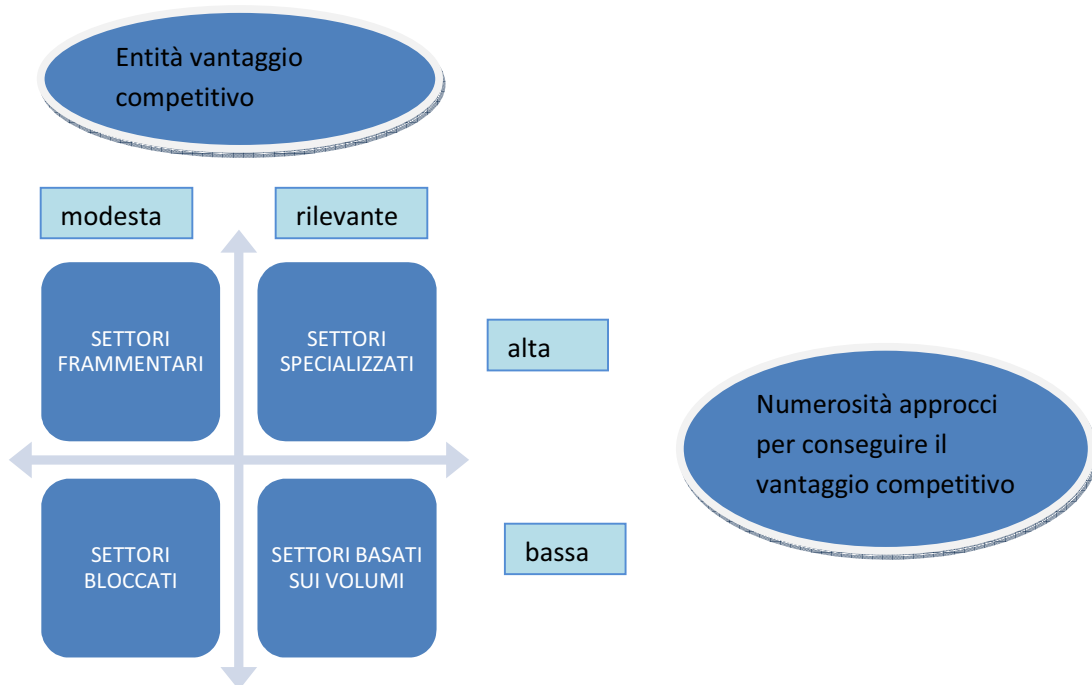 Entità vantaggio
competitivo
modesta
rilevante
SETTORI
FRAMMENTARI
SETTORI
SPECIALIZZATI
alta
Numerosità approcci
per conseguire il
vantaggio competitivo
SETTORI
BLOCCATI
SETTORI BASATI
SUI VOLUMI
bassa